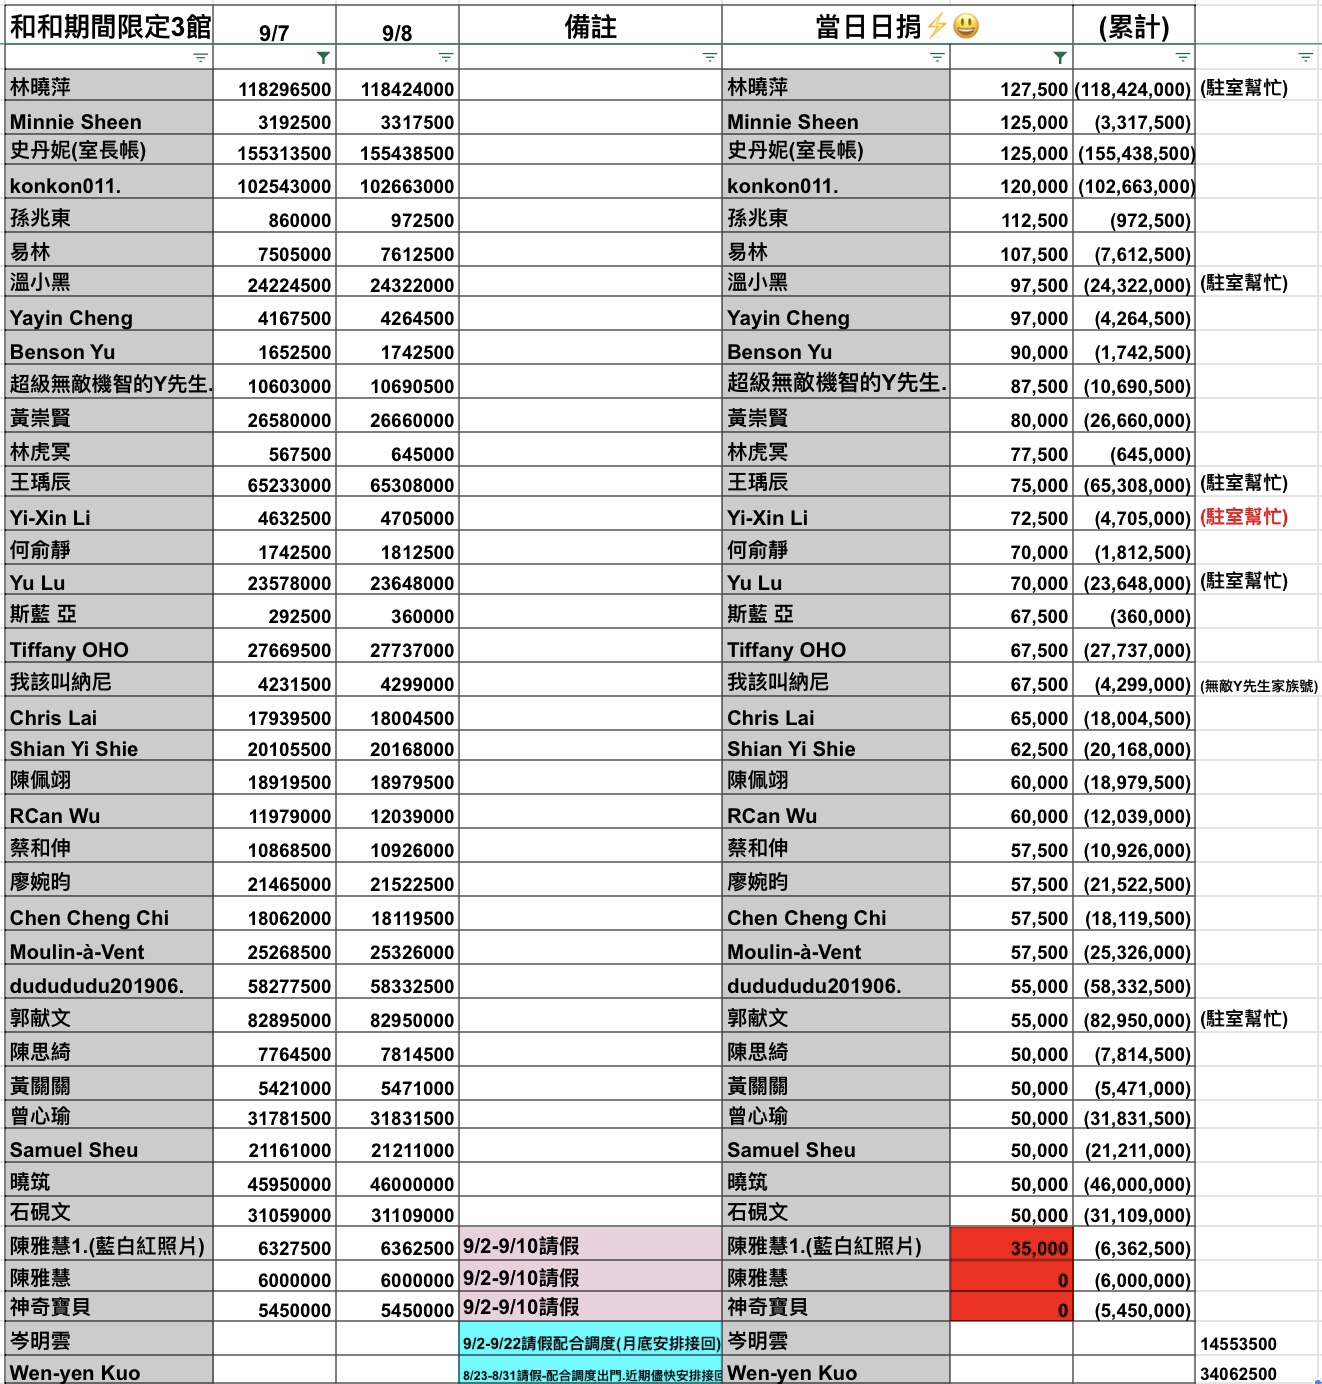 和和期間限定3館 9/7 9/8 備註 當日日捐⚡😃 (累計)
林曉萍 118296500 118424000 林曉萍 127,500 (118,424,000) (駐室幫忙)
Minnie Sheen 3192500 3317500 Minnie Sheen 125,000 (3,317,500)
史丹妮(室長帳) 155313500 155438500 史丹妮(室長帳) 125,000 (155,438,500)
konkon011. 102543000 102663000 konkon011. 120,000 (102,663,000)
孫兆東 860000 972500 孫兆東 112,500 (972,500)
易林 7505000 7612500 易林 107,500 (7,612,500)
溫小黑 24224500 24322000 溫小黑 97,500 (24,322,000) (駐室幫忙)
Yayin Cheng 4167500 4264500 Yayin Cheng 97,000 (4,264,500)
Benson Yu 1652500 1742500 Benson Yu 90,000 (1,742,500)
超級無敵機智的Y先生. 10603000 10690500 超級無敵機智的Y先生. 87,500 (10,690,500)
黃崇賢 26580000 26660000 黃崇賢 80,000 (26,660,000)
林虎冥 567500 645000 林虎冥 77,500 (645,000)
王瑀辰 65233000 65308000 王瑀辰 75,000 (65,308,000) (駐室幫忙)
Yi-Xin Li 4632500 4705000 Yi-Xin Li 72,500 (4,705,000) (駐室幫忙)
何俞靜 1742500 1812500 何俞靜 70,000 (1,812,500)
Yu Lu 23578000 23648000 Yu Lu 70,000 (23,648,000) (駐室幫忙)
斯藍 亞 292500 360000 斯藍 亞 67,500 (360,000)
Tiffany OHO 27669500 27737000 Tiffany OHO 67,500 (27,737,000)
我該叫納尼 4231500 4299000 我該叫納尼 67,500 (4,299,000) (無敵Y先生家族號)
Chris Lai 17939500 18004500 Chris Lai 65,000 (18,004,500)
Shian Yi Shie 20105500 20168000 Shian Yi Shie 62,500 (20,168,000)
陳佩翊 18919500 18979500 陳佩翊 60,000 (18,979,500)
RCan Wu 11979000 12039000 RCan Wu 60,000 (12,039,000)
蔡和伸 10868500 10926000 蔡和伸 57,500 (10,926,000)
廖婉昀 21465000 21522500 廖婉昀 57,500 (21,522,500)
Chen Cheng Chi 18062000 18119500 Chen Cheng Chi 57,500 (18,119,500)
Moulin-à-Vent 25268500 25326000 Moulin-à-Vent 57,500 (25,326,000)
dudududu201906. 58277500 58332500 dudududu201906. 55,000 (58,332,500)
郭献文 82895000 82950000 郭献文 55,000 (82,950,000) (駐室幫忙)
陳思綺 7764500 7814500 陳思綺 50,000 (7,814,500)
黃關關 5421000 5471000 黃關關 50,000 (5,471,000)
曾心瑜 31781500 31831500 曾心瑜 50,000 (31,831,500)
Samuel Sheu 21161000 21211000 Samuel Sheu 50,000 (21,211,000)
曉筑 45950000 46000000 曉筑 50,000 (46,000,000)
石硯文 31059000 31109000 石硯文 50,000 (31,109,000)
陳雅慧1.(藍白紅照片) 6327500 6362500 9/2-9/10請假 陳雅慧1.(藍白紅照片) 35,000 (6,362,500)
陳雅慧 6000000 6000000 9/2-9/10請假 陳雅慧 0 (6,000,000)
神奇寶貝 5450000 5450000 9/2-9/10請假 神奇寶貝 0 (5,450,000)
岑明雲 9/2-9/22請假配合調度(月底安排接回) 岑明雲 14553500
Wen-yen Kuo 8/23-8/31請假-配合調度出門.近期儘快安排接回 Wen-yen Kuo 34062500